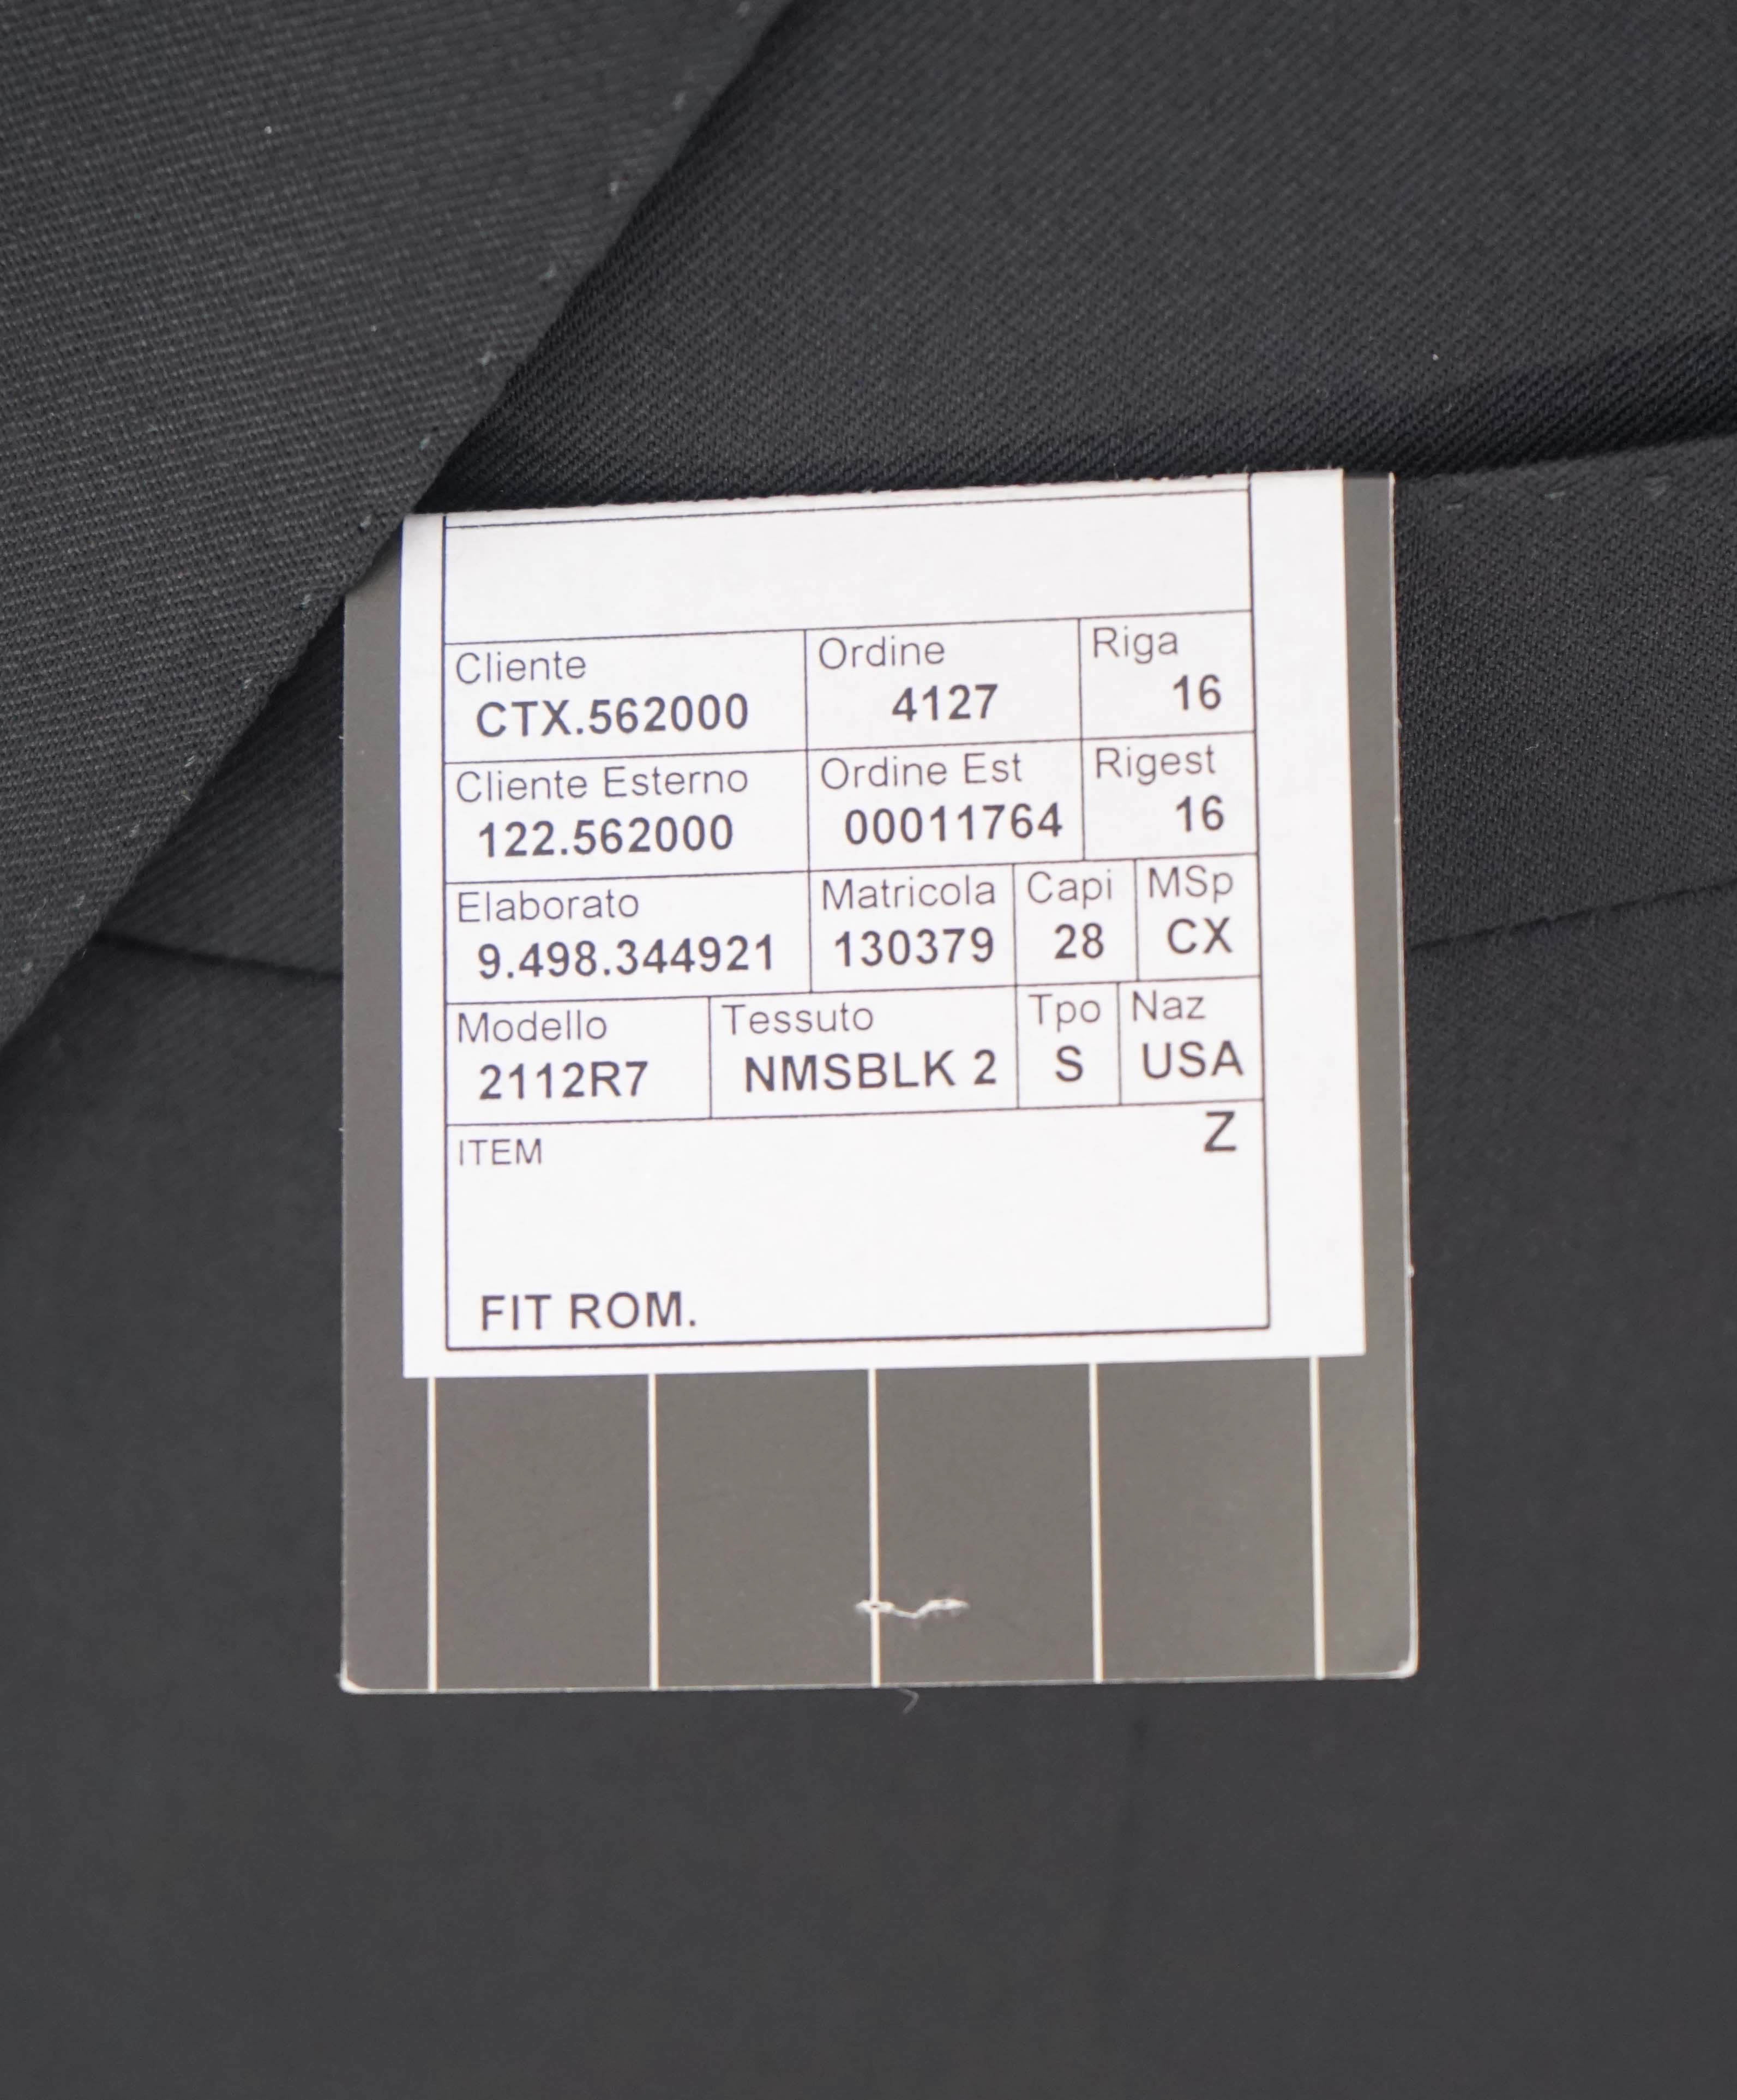 Cliente Ordine Riga
CTX.562000 4127 16
Cliente Esterno Ordine Est Rigest
122.562000 00011764 16
Elaborato Matricola Capi MSp
9.498.344921 130379 28 CX
Modello Tessuto Tpo Naz
2112R7 NMSBLK 2 S USA
ITEM Z
FIT ROM.